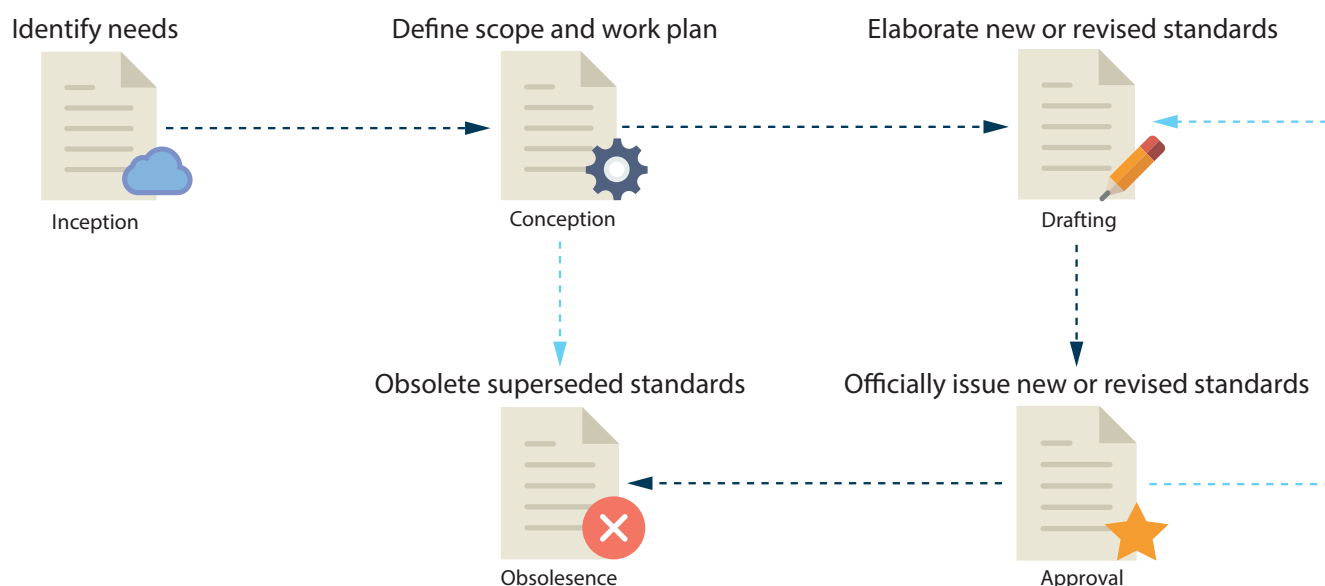 Identify needs
Define scope and work plan
Elaborate new or revised standards
Inception
Conception
Drafting
Obsolete superseded standards
Officially issue new or revised standards
Obsolesence
Approval